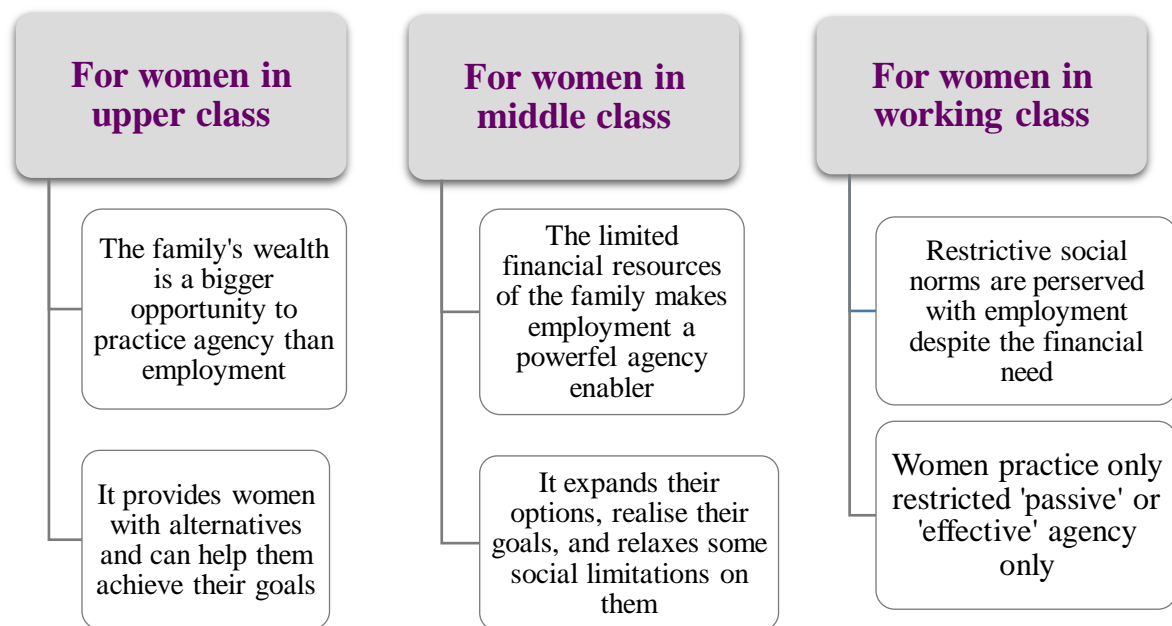 For women in
upper class
The family's wealth
is a bigger
opportunity to
practice agency than
employment
It provides women
with alternatives
and can help them
achieve their goals
For women in
middle class
The limited
financial resources
of the family makes
employment a
powerfel agency
enabler
It expands their
options, realise their
goals, and relaxes some
social limitations on
them
For women in
working class
Restrictive social
norms are perserved
with employment
despite the financial
need
Women practice only
restricted 'passive' or
'effective' agency
only